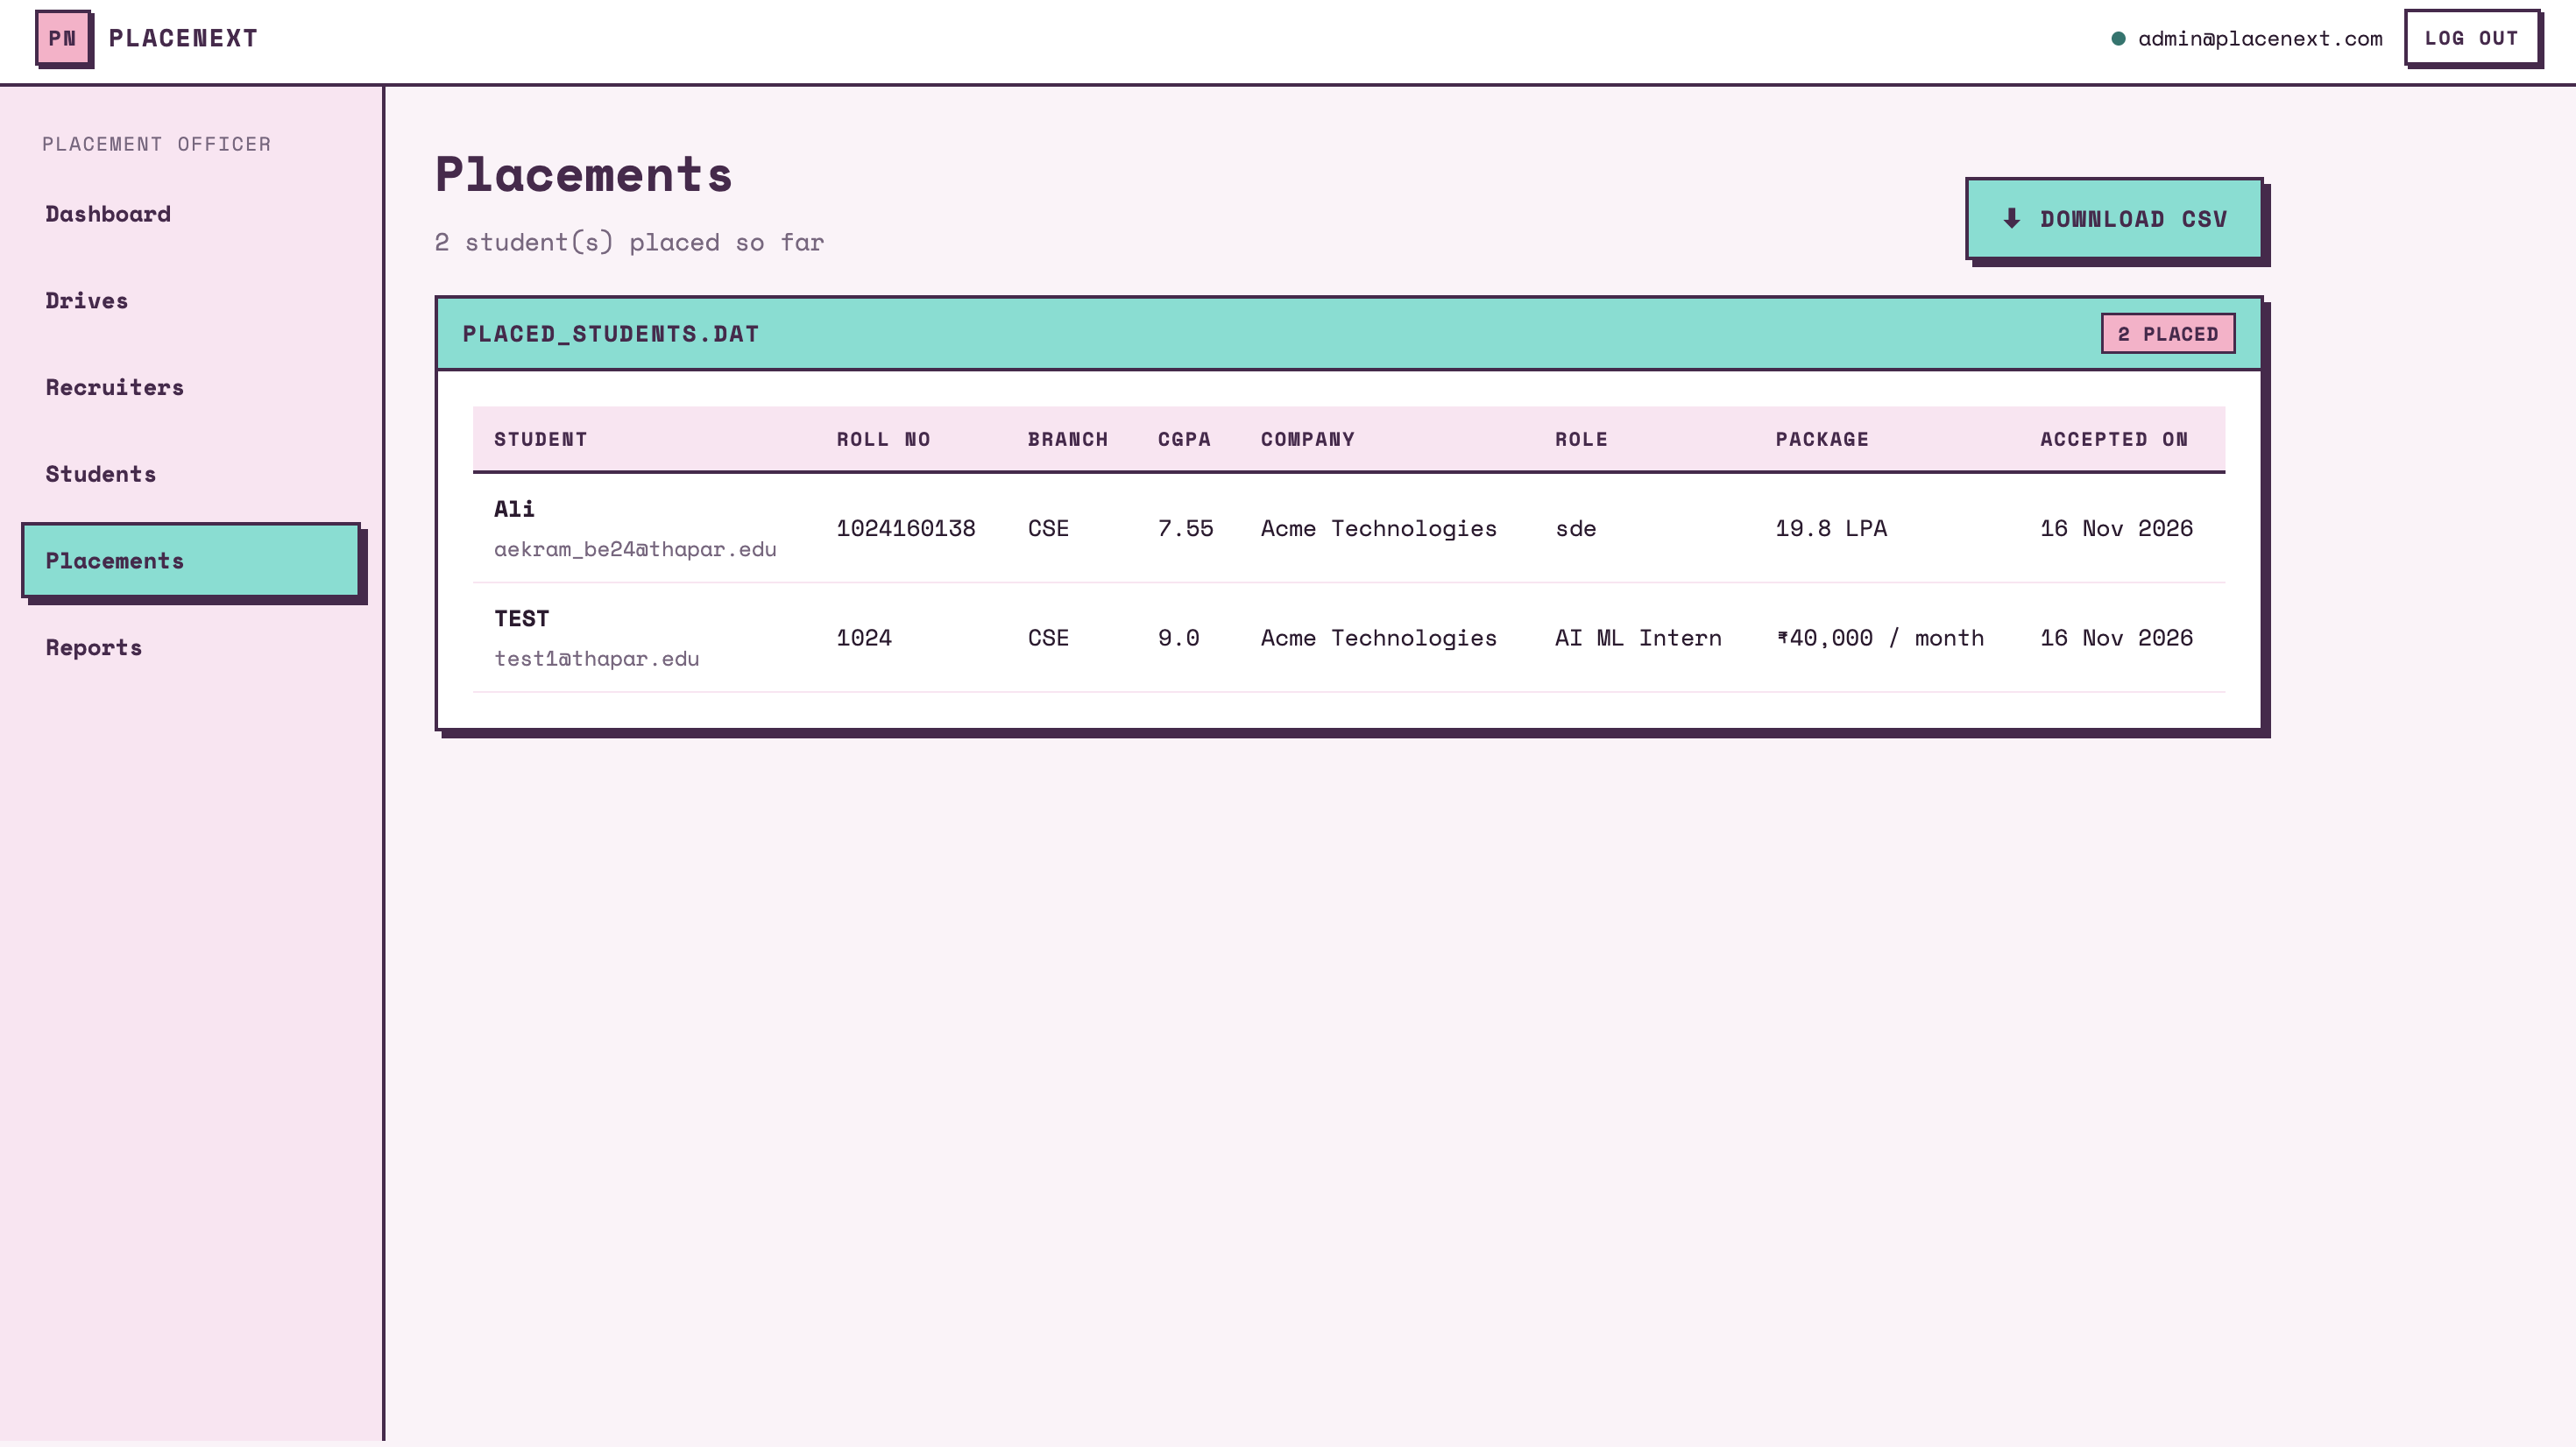 PN PLACENEXT
admin@placenext.com LOG OUT
PLACEMENT OFFICER
Dashboard
Drives
Recruiters
Students
Placements
Reports
Placements
2 student(s) placed so far
⬇ DOWNLOAD CSV
PLACED_STUDENTS.DAT 2 PLACED
STUDENT ROLL NO BRANCH CGPA COMPANY ROLE PACKAGE ACCEPTED ON
Ali
aekram_be24@thapar.edu
1024160138 CSE 7.55 Acme Technologies sde 19.8 LPA 16 Nov 2026
TEST
test1@thapar.edu
1024 CSE 9.0 Acme Technologies AI ML Intern ₹40,000 / month 16 Nov 2026